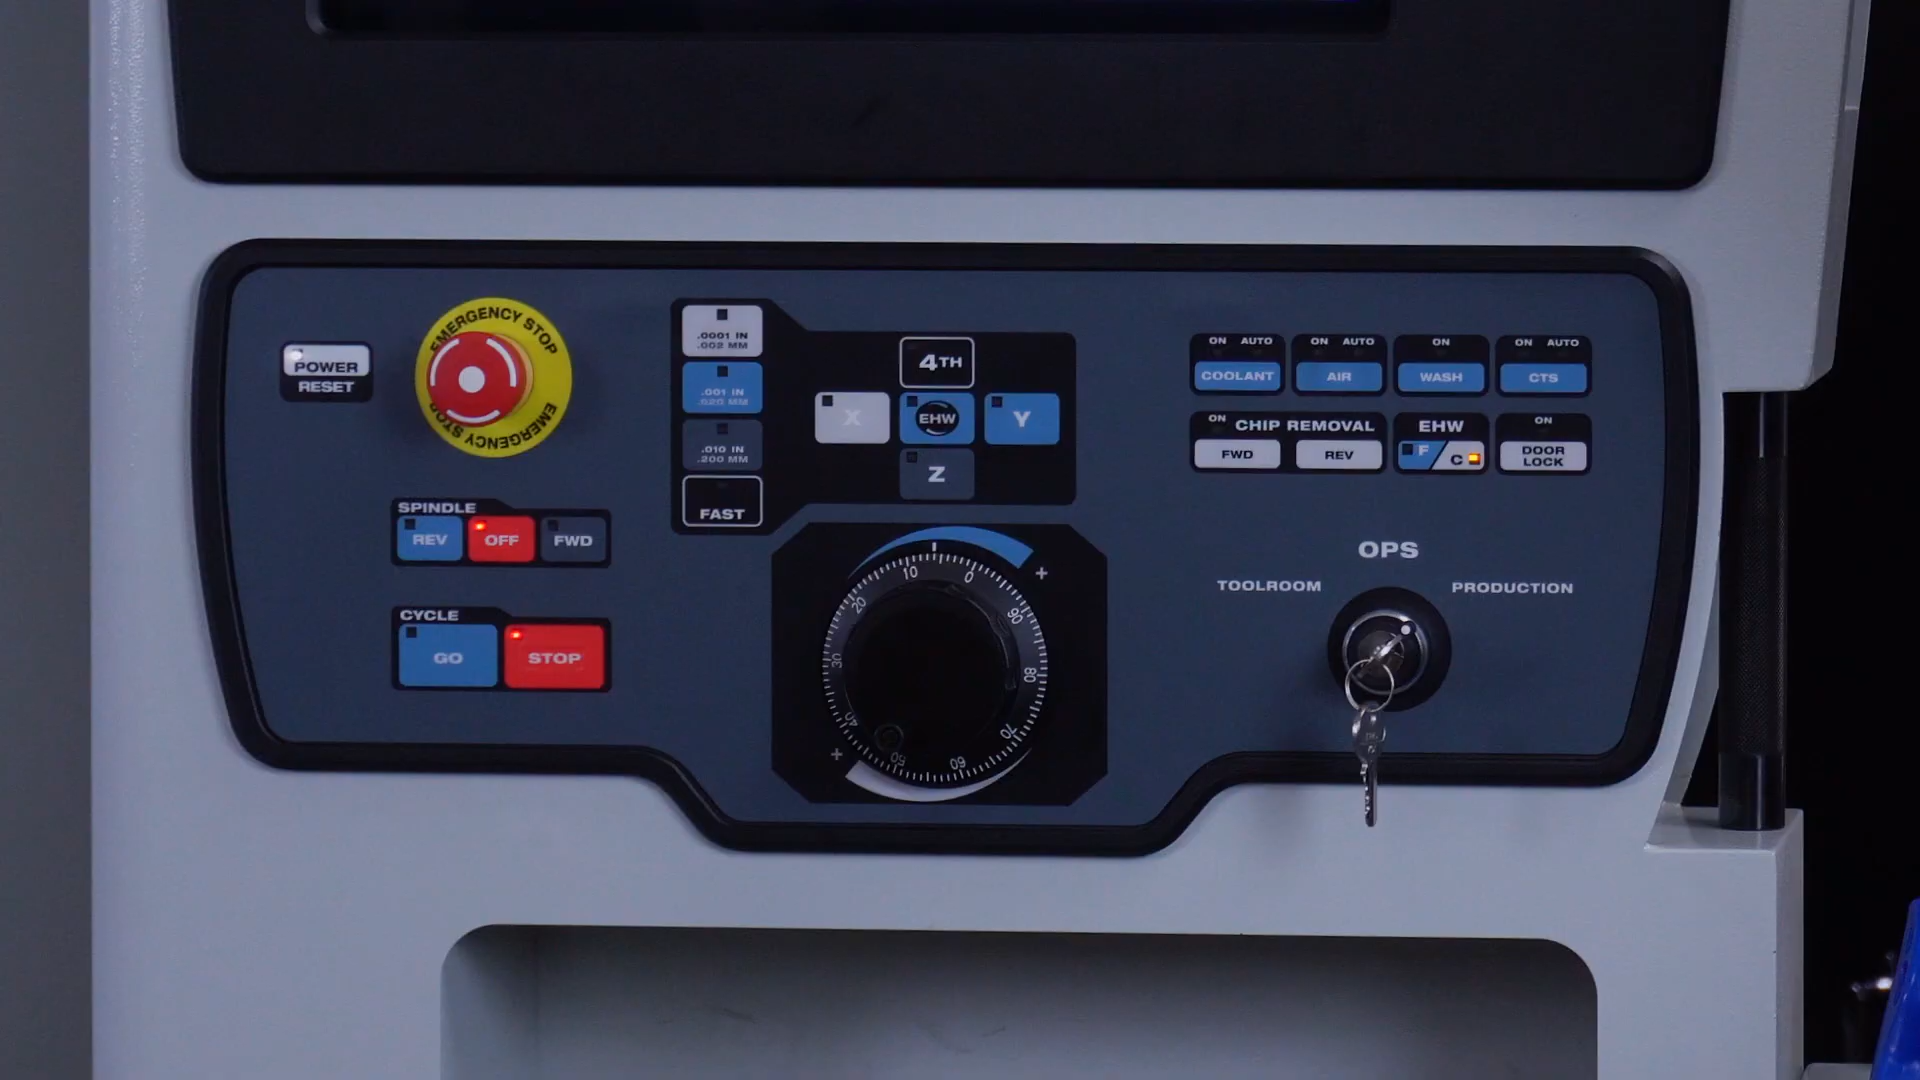 POWER
RESET
EMERGENCY STOP
EMERGENCY STOP
SPINDLE
REV OFF FWD
CYCLE
GO STOP
.0001 IN
.002 MM
.001 IN
.020 MM
.010 IN
.200 MM
FAST
4TH
X EHW Y
Z
+
10 0 90 80 70 60 50 40 30 20
+
ON AUTO ON AUTO ON ON AUTO
COOLANT AIR WASH CTS
ON CHIP REMOVAL EHW ON
FWD REV F C DOOR
LOCK
OPS
TOOLROOM PRODUCTION